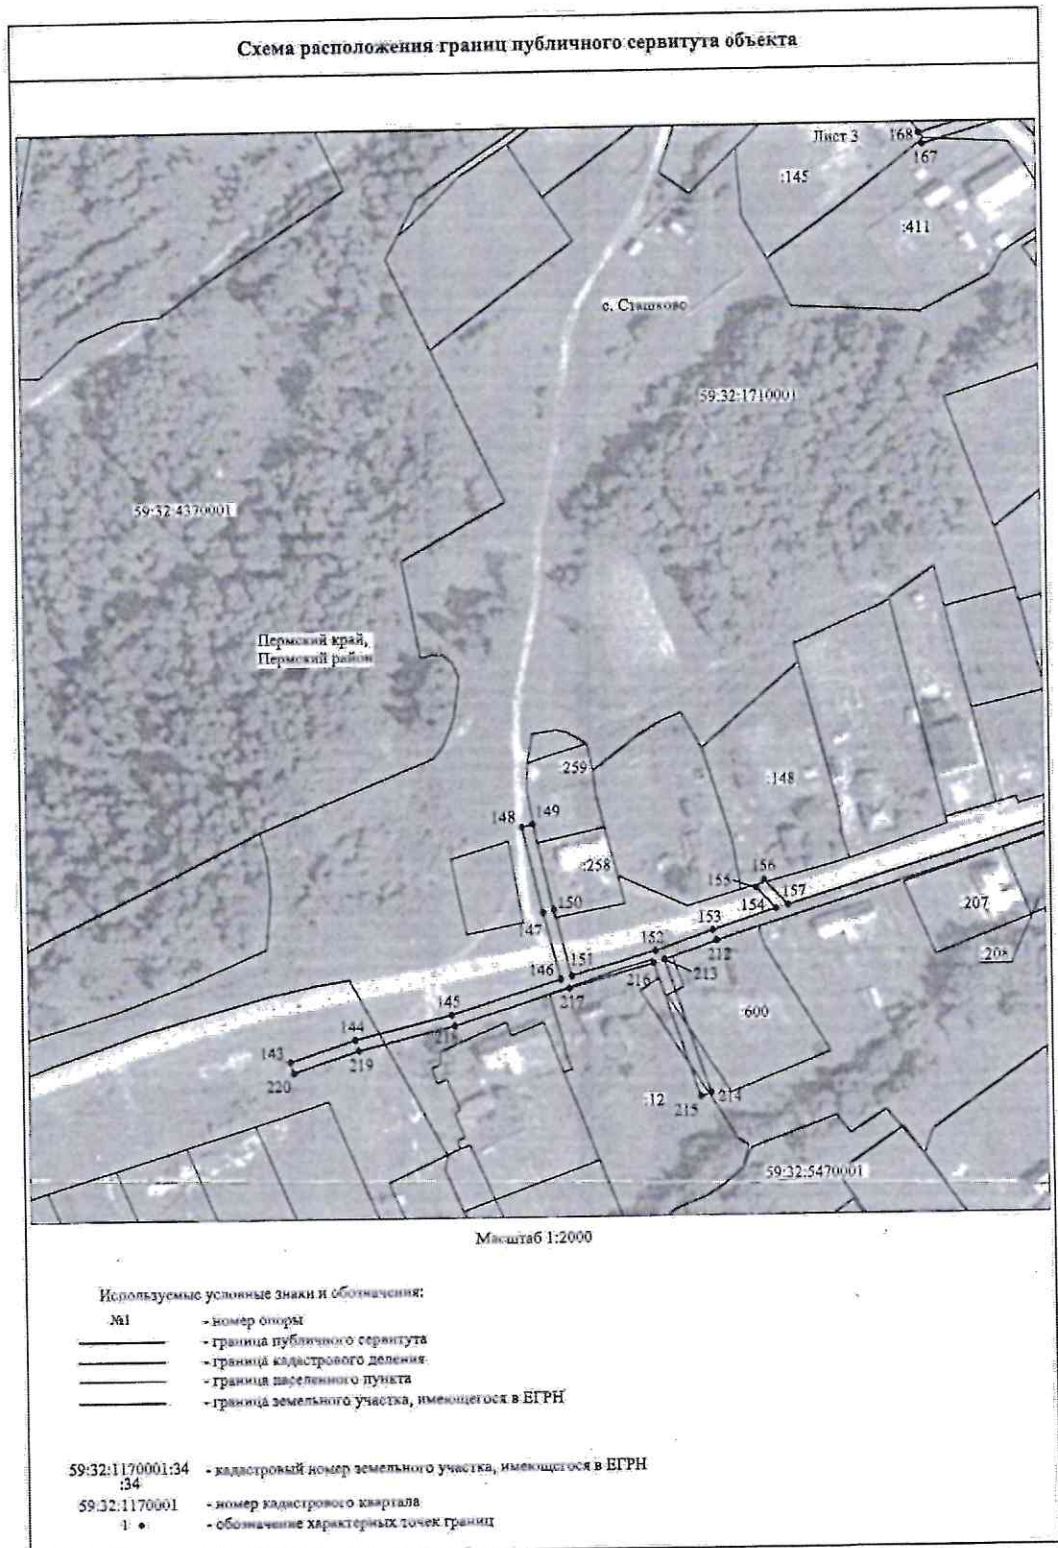 Схема расположения границ публичного сервитута объекта
Лист 3
168
167
:145
:411
с. Сташково
59:32:1710001
59:32:4370001
Пермский край,
Пермский район
:259
:148
148
149
:258
156
155
157
150
154
:207
147
153
152
212
:208
151
146
213
216
217
145
:600
144
218
143
219
220
:12
214
215
59:32:5470001
Масштаб 1:2000
Используемые условные знаки и обозначения:
№1 - номер опоры
- граница публичного сервитута
- граница кадастрового деления
- граница населенного пункта
- граница земельного участка, имеющегося в ЕГРН
59:32:1170001:34 - кадастровый номер земельного участка, имеющегося в ЕГРН
:34
59:32:1170001 - номер кадастрового квартала
1 • - обозначение характерных точек границ